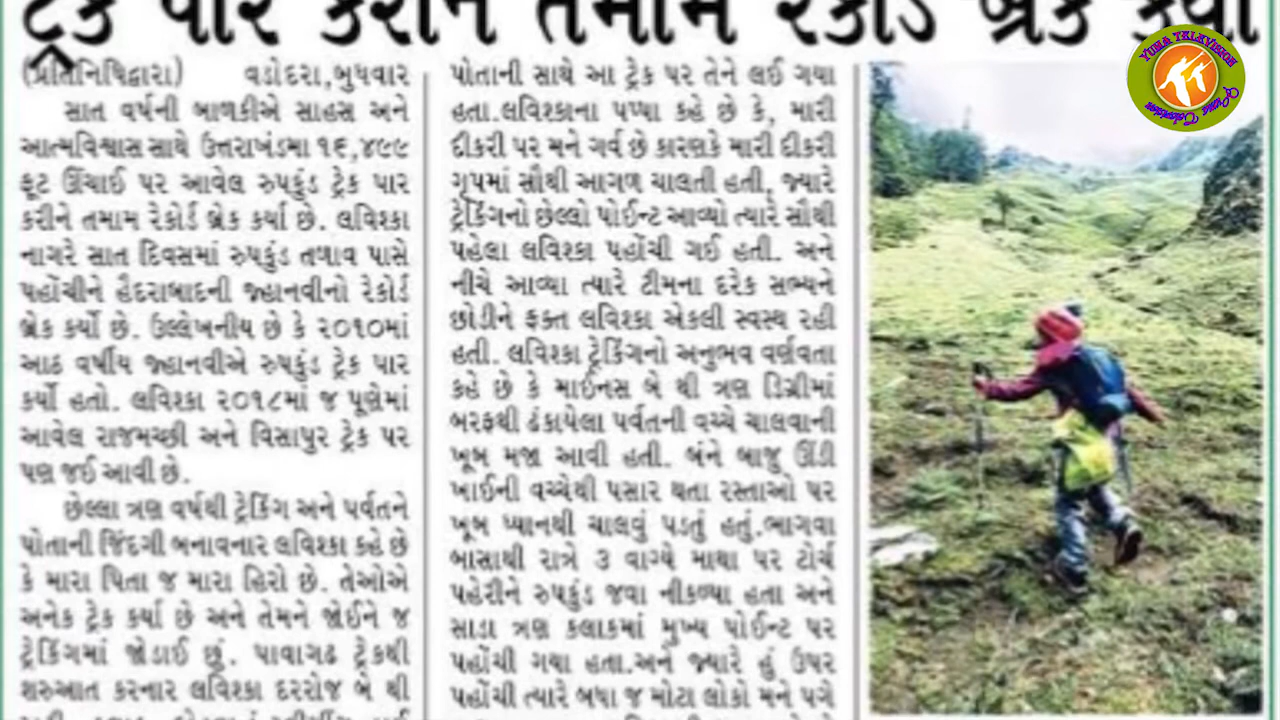 ટ્રેક પાર કરીને તમામ રેકોર્ડ બ્રેક કર્યા
(પ્રતિનિધિદ્વારા) વડોદરા,બુધવાર
સાત વર્ષની બાળકીએ સાહસ અને
આત્મવિશ્વાસ સાથે ઉત્તરાખંડમા ૧૬,૪૯૯
ફૂટ ઊંચાઈ પર આવેલ રુપકુંડ ટ્રેક પાર
કરીને તમામ રેકોર્ડ બ્રેક કર્યા છે. લવિશ્કા
નાગરે સાત દિવસમાં રુપકુંડ તળાવ પાસે
પહોંચીને હૈદરાબાદની જ્હાનવીનો રેકોર્ડ
બ્રેક કર્યો છે. ઉલ્લેખનીય છે કે ૨૦૧૦માં
આઠ વર્ષીય જ્હાનવીએ રુપકુંડ ટ્રેક પાર
કર્યો હતો. લવિશ્કા ૨૦૧૮માં જ પૂણેમાં
આવેલ રાજમચ્છી અને વિસાપુર ટ્રેક પર
પણ જઈ આવી છે.
છેલ્લા ત્રણ વર્ષથી ટ્રેકિંગ અને પર્વતને
પોતાની જિંદગી બનાવનાર લવિશ્કા કહે છે
કે મારા પિતા જ મારા હિરો છે. તેઓએ
અનેક ટ્રેક કર્યા છે અને તેમને જોઈને જ
ટ્રેકિંગમાં જોડાઈ છું. પાવાગઢ ટ્રેકથી
શરુઆત કરનાર લવિશ્કા દરરોજ બે થી
પોતાની સાથે આ ટ્રેક પર તેને લઈ ગયા
હતા.લવિશ્કાના પપ્પા કહે છે કે, મારી
દીકરી પર મને ગર્વ છે કારણકે મારી દીકરી
ગૃપમાં સૌથી આગળ ચાલતી હતી, જ્યારે
ટ્રેકિંગનો છેલ્લો પોઈન્ટ આવ્યો ત્યારે સૌથી
પહેલા લવિશ્કા પહોંચી ગઈ હતી. અને
નીચે આવ્યા ત્યારે ટીમના દરેક સભ્યને
છોડીને ફક્ત લવિશ્કા એકલી સ્વસ્થ રહી
હતી. લવિશ્કા ટ્રેકિંગનો અનુભવ વર્ણવતા
કહે છે કે માઈનસ બે થી ત્રણ ડિગ્રીમાં
બરફથી ઢંકાયેલા પર્વતની વચ્ચે ચાલવાની
ખૂબ મજા આવી હતી. બંને બાજુ ઊંડી
ખાઈની વચ્ચેથી પસાર થતા રસ્તાઓ પર
ખૂબ ધ્યાનથી ચાલવું પડતું હતું.ભાગવા
બાસાથી રાત્રે ૩ વાગ્યે માથા પર ટોર્ચ
પહેરીને રુપકુંડ જવા નીકળ્યા હતા અને
સાડા ત્રણ કલાકમાં મુખ્ય પોઈન્ટ પર
પહોંચી ગયા હતા.અને જ્યારે હું ઉપર
પહોંચી ત્યારે બધા જ મોટા લોકો મને પગે
YUMA TELEVISION
Yuma Television